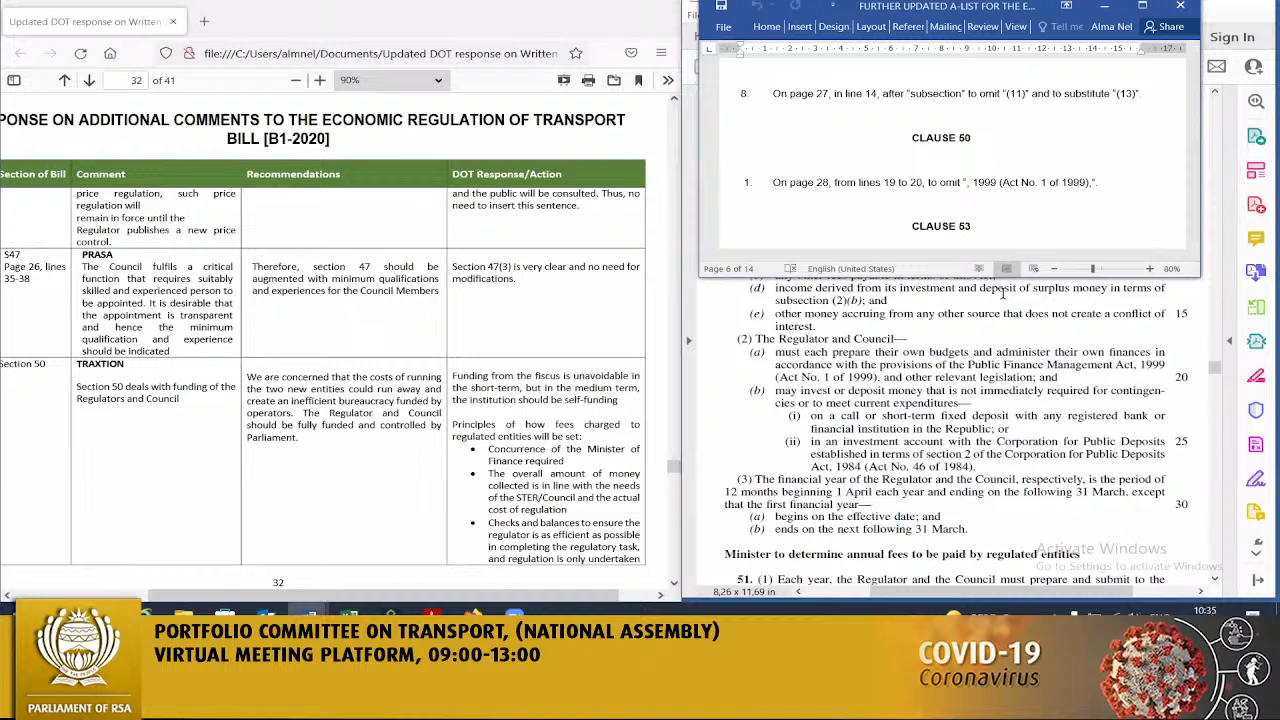 Updated DOT response on Written
file:///C:/Users/almnel/Documents/Updated DOT response on Written
32 of 41
90%
PONSE ON ADDITIONAL COMMENTS TO THE ECONOMIC REGULATION OF TRANSPORT
BILL [B1-2020]
Section of Bill Comment Recommendations DOT Response/Action
price regulation, such price
regulation will
remain in force until the
Regulator publishes a new price
control.
and the public will be consulted. Thus, no
need to insert this sentence.
S47
Page 26, lines
35-38
PRASA
The Council fulfils a critical
function that requires suitably
skilled and experienced person to
be appointed. It is desirable that
the appointment is transparent
and hence the minimum
qualification and experience
should be indicated
Therefore, section 47 should be
augmented with minimum qualifications
and experiences for the Council Members
Section 47(3) is very clear and no need for
modifications.
Section 50
TRAXTION
Section 50 deals with funding of the
Regulators and Council
We are concerned that the costs of running
the two new entities could run away and
create an inefficient bureaucracy funded by
operators. The Regulator and Council
should be fully funded and controlled by
Parliament.
Funding from the fiscus is unavoidable in
the short-term, but in the medium term,
the institution should be self-funding
Principles of how fees charged to
regulated entities will be set:
• Concurrence of the Minister of
Finance required
• The overall amount of money
collected is in line with the needs of
the STER/Council and the actual
cost of regulation
• Checks and balances to ensure the
regulator is as efficient as possible
in completing the regulatory task,
and regulation is only undertaken
32
FURTHER UPDATED A-LIST FOR THE E...
File Home Insert Design Layout Referer Mailing Review View Tell me Alma Nel Share
1 2 3 4 5 6 7 8 9 10 11 12 13 14 15 17
8. On page 27, in line 14, after "subsection" to omit "(11)" and to substitute "(13)".
CLAUSE 50
1. On page 28, from lines 19 to 20, to omit ", 1999 (Act No. 1 of 1999),".
CLAUSE 53
Page 6 of 14 English (United States) 80%
Sign In
(d) income derived from its investment and deposit of surplus money in terms of
subsection (2)(b); and
(e) other money accruing from any other source that does not create a conflict of 15
interest.
(2) The Regulator and Council—
(a) must each prepare their own budgets and administer their own finances in
accordance with the provisions of the Public Finance Management Act, 1999
(Act No. 1 of 1999), and other relevant legislation; and 20
(b) may invest or deposit money that is not immediately required for contingen-
cies or to meet current expenditures—
(i) on a call or short-term fixed deposit with any registered bank or
financial institution in the Republic; or
(ii) in an investment account with the Corporation for Public Deposits 25
established in terms of section 2 of the Corporation for Public Deposits
Act, 1984 (Act No. 46 of 1984).
(3) The financial year of the Regulator and the Council, respectively, is the period of
12 months beginning 1 April each year and ending on the following 31 March, except
that the first financial year— 30
(a) begins on the effective date; and
(b) ends on the next following 31 March.
Activate Windows
Go to Settings to activate Windows.
Minister to determine annual fees to be paid by regulated entities
51. (1) Each year, the Regulator and the Council must prepare and submit to the
8,26 x 11,69 in
10:35
PARLIAMENT OF RSA
PORTFOLIO COMMITTEE ON TRANSPORT, (NATIONAL ASSEMBLY)
VIRTUAL MEETING PLATFORM, 09:00-13:00
COVID-19
Coronavirus